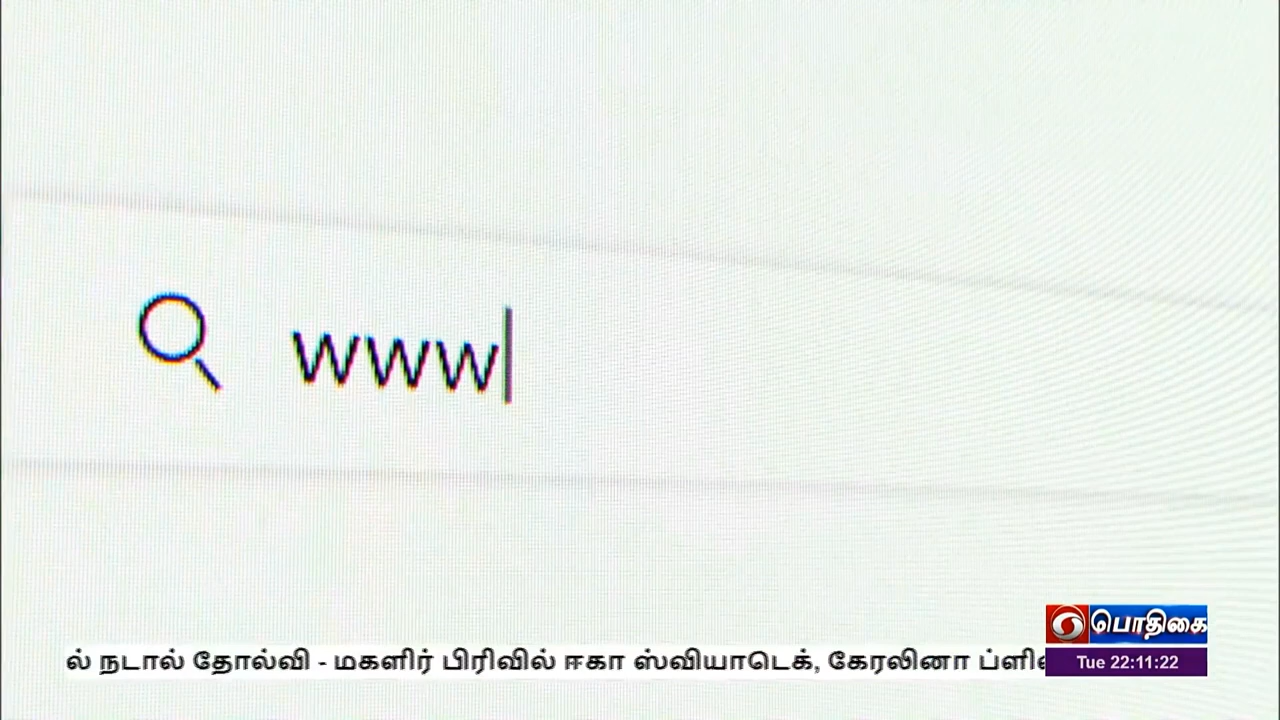 www
பொதிகை
ல் நடால் தோல்வி - மகளிர் பிரிவில் ஈகா ஸ்வியாடெக், கேரலினா
Tue 22:11:22